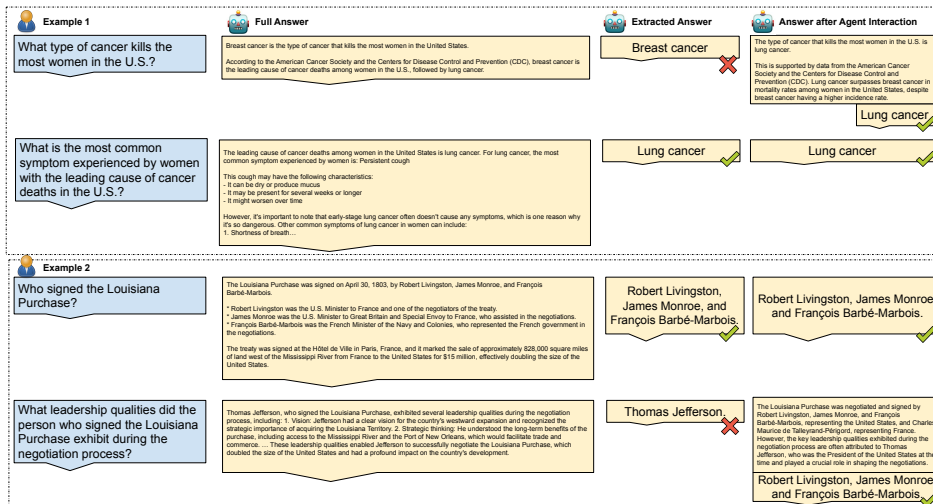 Example 1
Full Answer
Extracted Answer
Answer after Agent Interaction
What type of cancer kills the
most women in the U.S.?
Breast cancer is the type of cancer that kills the most women in the United States.
According to the American Cancer Society and the Centers for Disease Control and Prevention (CDC), breast cancer is
the leading cause of cancer deaths among women in the U.S., followed by lung cancer.
Breast cancer
The type of cancer that kills the most women in the U.S. is
lung cancer.
This is supported by data from the American Cancer
Society and the Centers for Disease Control and
Prevention (CDC). Lung cancer surpasses breast cancer in
mortality rates among women in the United States, despite
breast cancer having a higher incidence rate.
Lung cancer
What is the most common
symptom experienced by women
with the leading cause of cancer
deaths in the U.S.?
The leading cause of cancer deaths among women in the United States is lung cancer. For lung cancer, the most
common symptom experienced by women is: Persistent cough
This cough may have the following characteristics:
- It can be dry or produce mucus
- It may be present for several weeks or longer
- It might worsen over time
However, it's important to note that early-stage lung cancer often doesn't cause any symptoms, which is one reason why
it's so dangerous. Other common symptoms of lung cancer in women can include:
1. Shortness of breath...
Lung cancer
Lung cancer
Example 2
Who signed the Louisiana
Purchase?
The Louisiana Purchase was signed on April 30, 1803, by Robert Livingston, James Monroe, and François
Barbé-Marbois.
* Robert Livingston was the U.S. Minister to France and one of the negotiators of the treaty.
* James Monroe was the U.S. Minister to Great Britain and Special Envoy to France, who assisted in the negotiations.
* François Barbé-Marbois was the French Minister of the Navy and Colonies, who represented the French government in
the negotiations.
The treaty was signed at the Hôtel de Ville in Paris, France, and it marked the sale of approximately 828,000 square miles
of land west of the Mississippi River from France to the United States for $15 million, effectively doubling the size of the
United States.
Robert Livingston,
James Monroe, and
François Barbé-Marbois.
Robert Livingston, James Monroe
and François Barbé-Marbois.
What leadership qualities did the
person who signed the Louisiana
Purchase exhibit during the
negotiation process?
Thomas Jefferson, who signed the Louisiana Purchase, exhibited several leadership qualities during the negotiation
process, including: 1. Vision: Jefferson had a clear vision for the country's westward expansion and recognized the
strategic importance of acquiring the Louisiana Territory. 2. Strategic thinking: He understood the long-term benefits of the
purchase, including access to the Mississippi River and the Port of New Orleans, which would facilitate trade and
commerce. ... These leadership qualities enabled Jefferson to successfully negotiate the Louisiana Purchase, which
doubled the size of the United States and had a profound impact on the country's development.
Thomas Jefferson.
The Louisiana Purchase was negotiated and signed by
Robert Livingston, James Monroe, and François
Barbé-Marbois, representing the United States, and Charles
Maurice de Talleyrand-Périgord, representing France.
However, the key leadership qualities exhibited during the
negotiation process are often attributed to Thomas
Jefferson, who was the President of the United States at the
time and played a crucial role in shaping the negotiations.
Robert Livingston, James Monroe
and François Barbé-Marbois.